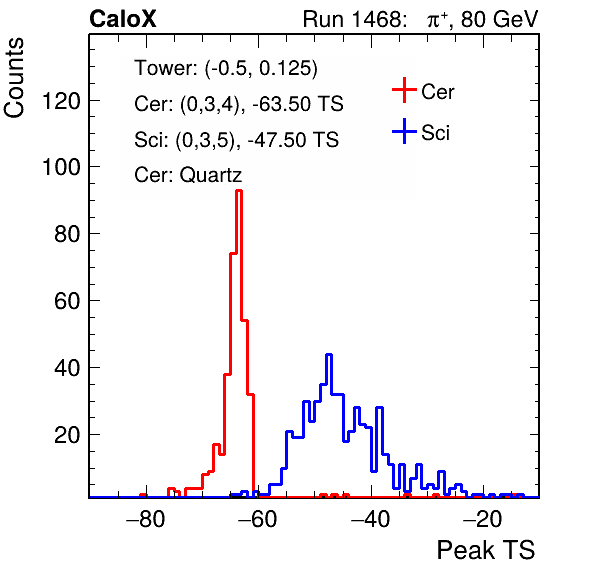 CaloX Run 1468: π+, 80 GeV
Counts
Tower: (-0.5, 0.125)
Cer: (0,3,4), -63.50 TS
Sci: (0,3,5), -47.50 TS
Cer: Quartz
Cer
Sci
120
100
80
60
40
20
−80 −60 −40 −20
Peak TS